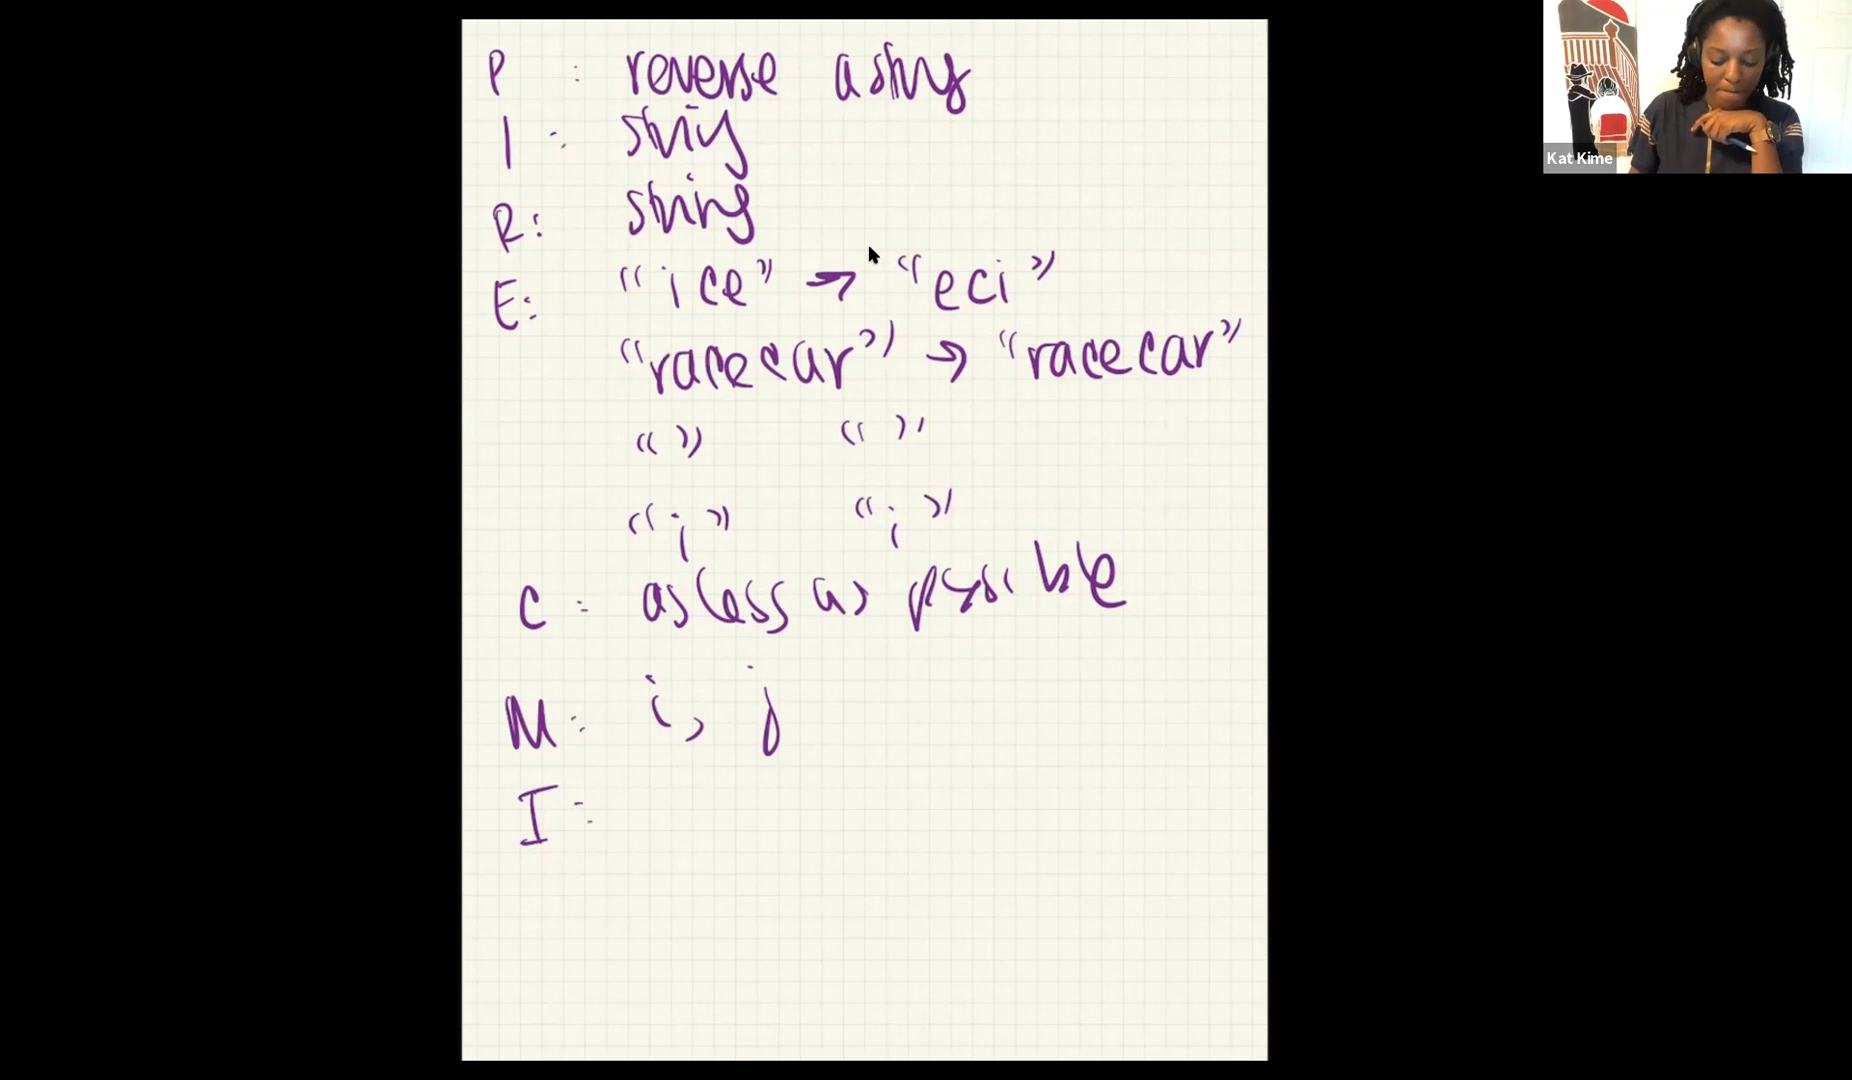 P : reverse a string
I : string
R : string
E : "ice" → "eci"
"racecar" → "racecar"
" " " "
"i" "i"
C : as less as possible
M : i, j
I :
Kat Kime